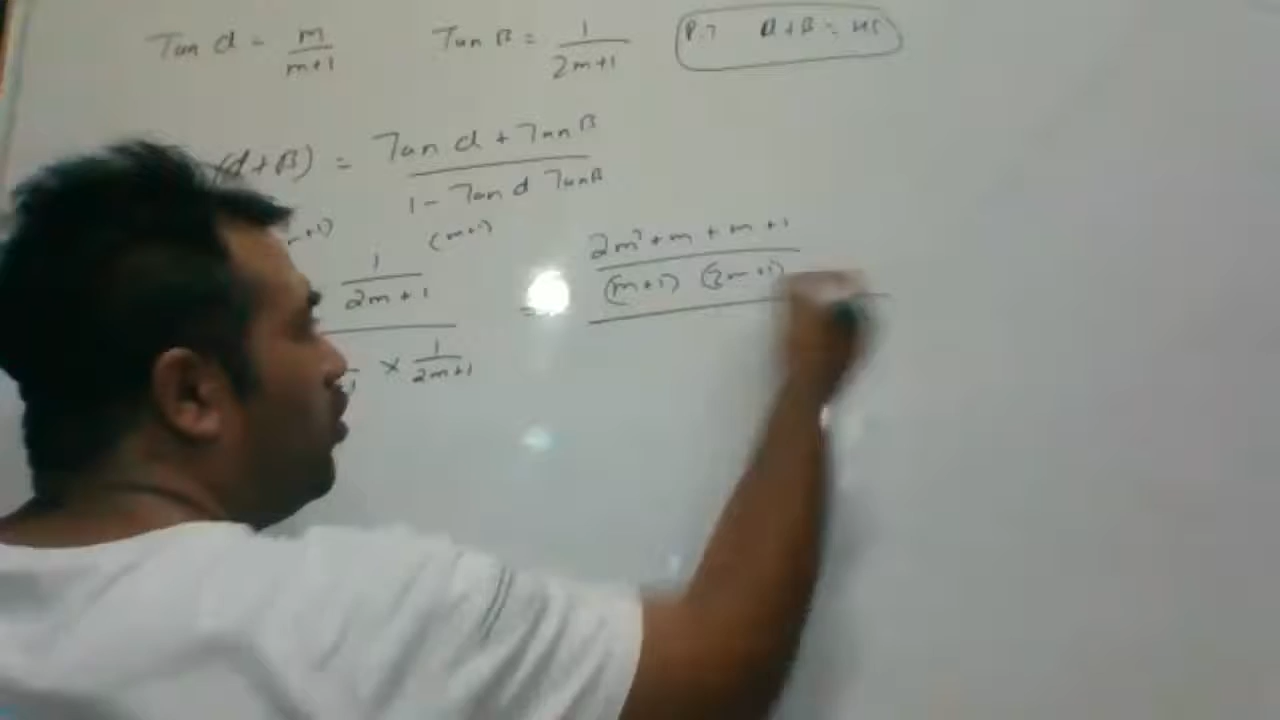 Tan α = m/m+1 Tan β = 1/2m+1 P.T α+β = 45
(α+β) = Tan α + Tan β / 1 - Tan α Tan β
(m+1)
1/2m+1 = 2m²+m+m+1 / (m+1) (2m+1)
× 1/2m+1